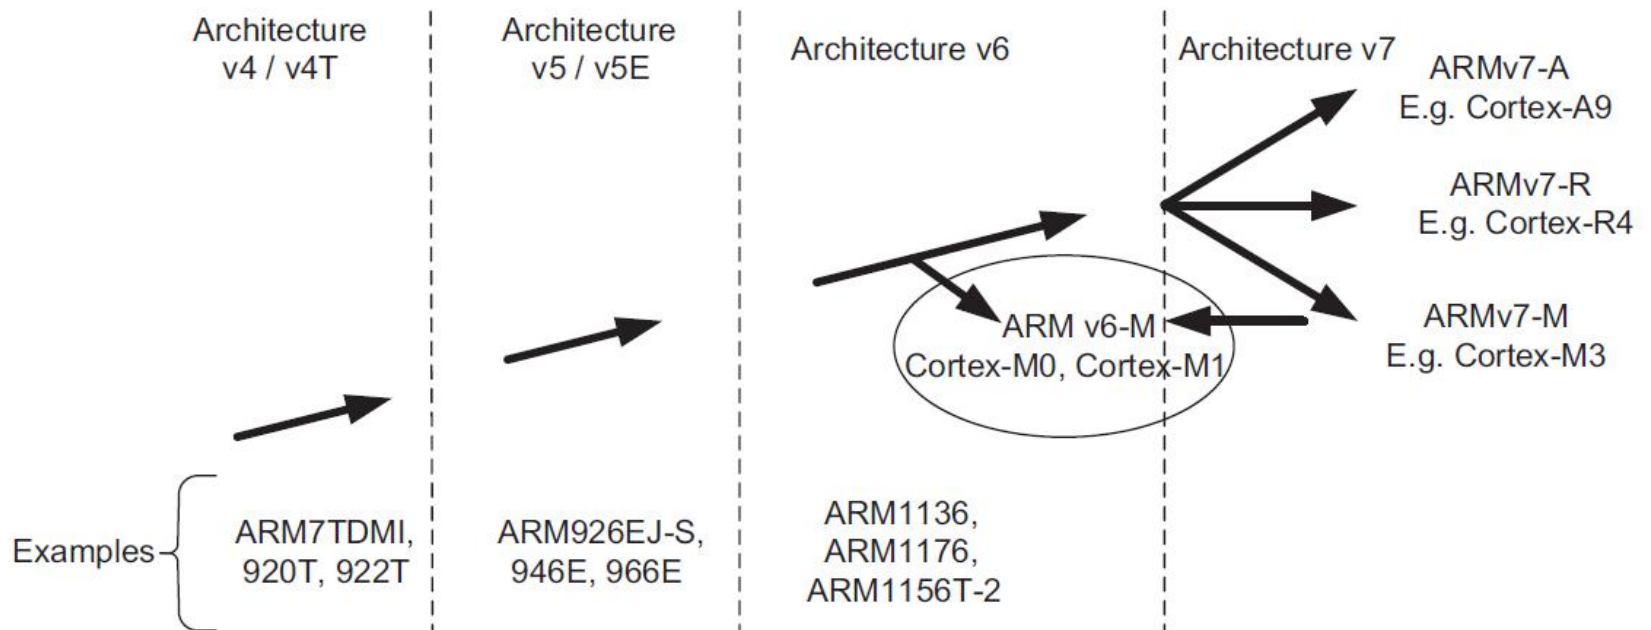 Architecture
v4 / v4T
Architecture
v5 / v5E
Architecture v6
Architecture v7
ARMv7-A
E.g. Cortex-A9
ARMv7-R
E.g. Cortex-R4
ARMv7-M
E.g. Cortex-M3
ARM v6-M
Cortex-M0, Cortex-M1
Examples
ARM7TDMI,
920T, 922T
ARM926EJ-S,
946E, 966E
ARM1136,
ARM1176,
ARM1156T-2